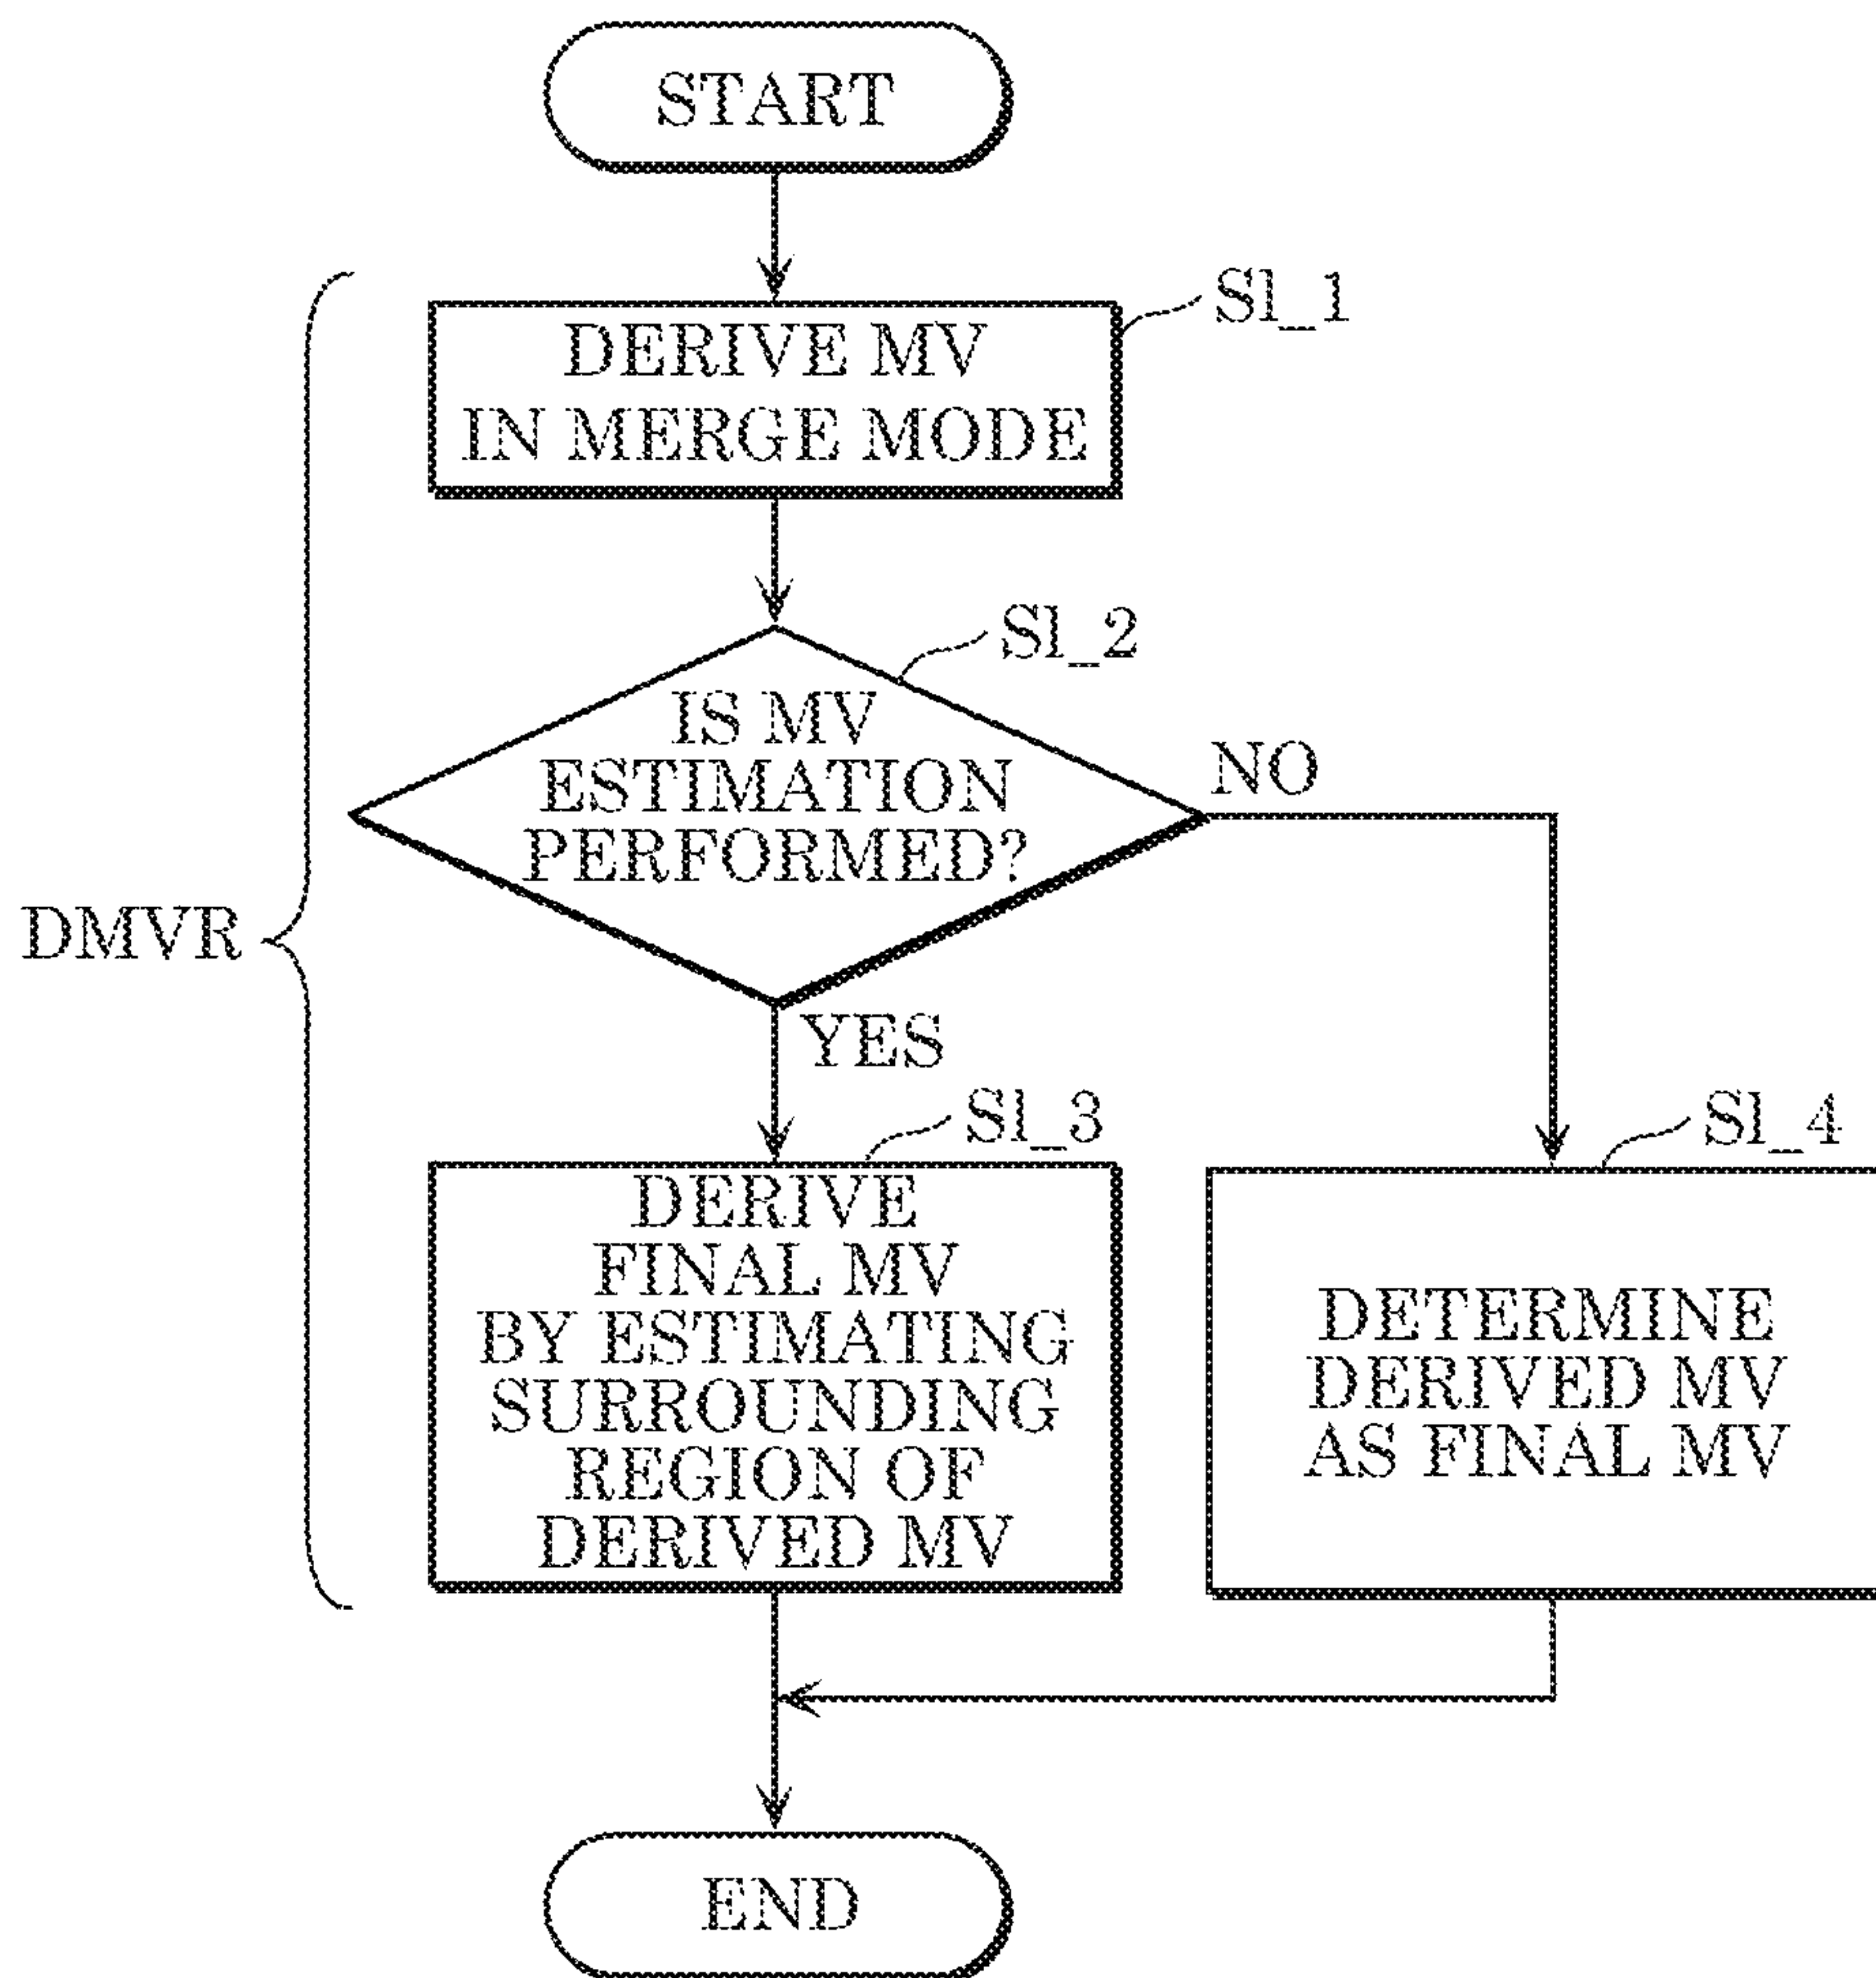 START
Sl_1
DERIVE MV
IN MERGE MODE
Sl_2
IS MV
ESTIMATION
PERFORMED?
NO
DMVR
YES
Sl_3
Sl_4
DERIVE
FINAL MV
BY ESTIMATING
SURROUNDING
REGION OF
DERIVED MV
DETERMINE
DERIVED MV
AS FINAL MV
END